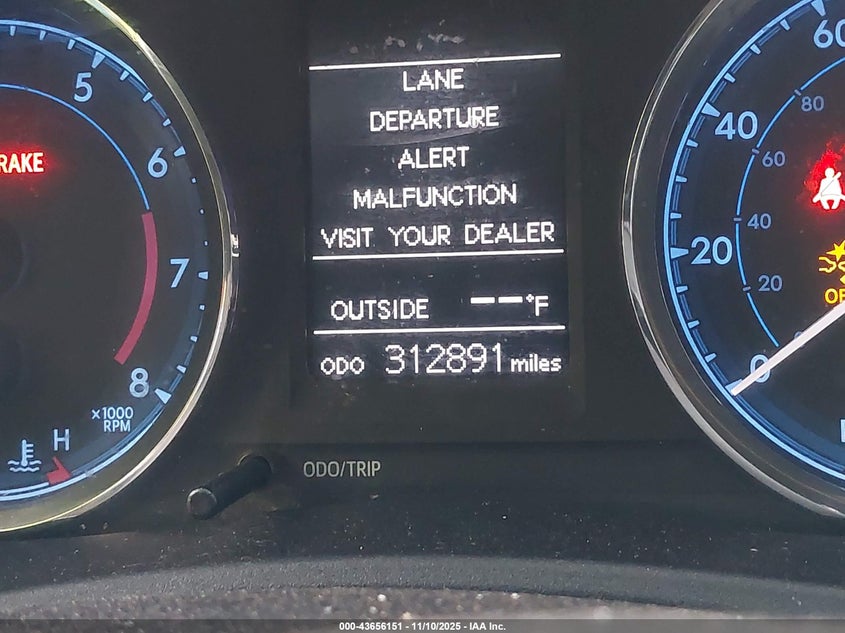 LANE
DEPARTURE
ALERT
MALFUNCTION
VISIT YOUR DEALER
OUTSIDE -- °F
ODO 312891 miles
RAKE
5
6
7
8
x1000
RPM
H
ODO/TRIP
60
40
20
0
80
60
40
20
000-43656151 - 11/10/2025 - IAA Inc.